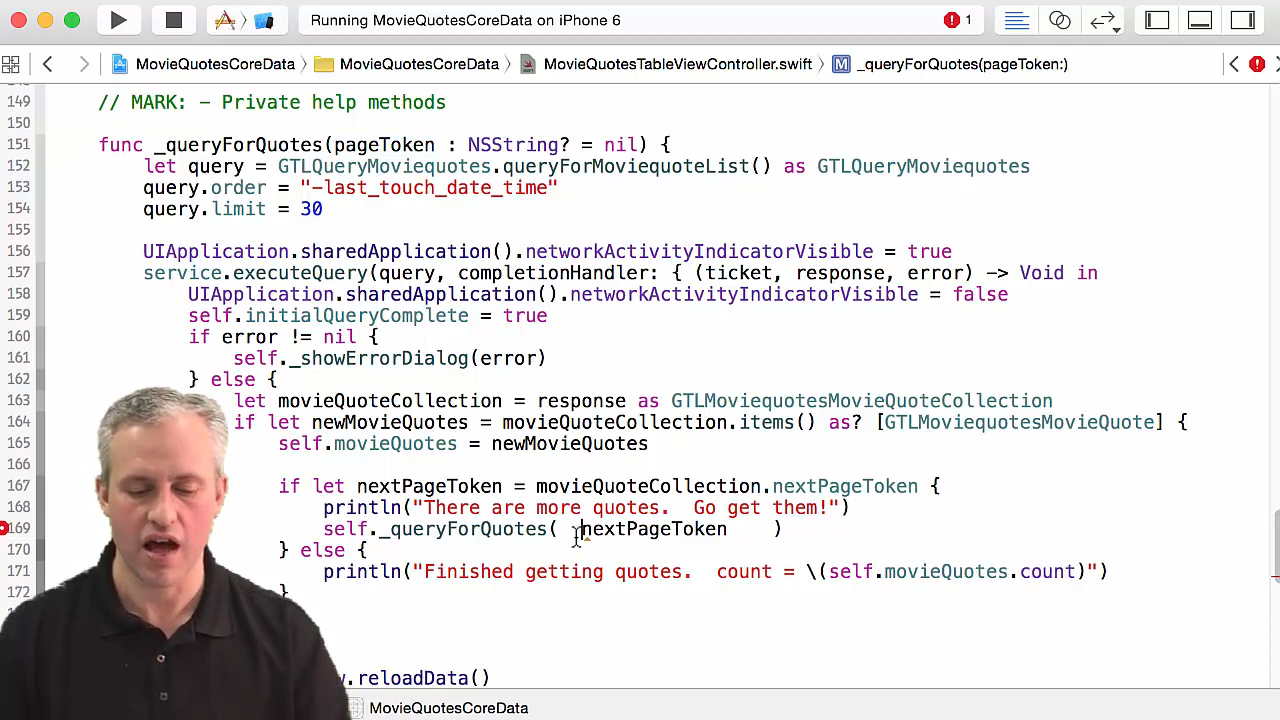 Running MovieQuotesCoreData on iPhone 6
1
MovieQuotesCoreData
MovieQuotesCoreData
MovieQuotesTableViewController.swift
M
_queryForQuotes(pageToken:)
149 // MARK: - Private help methods
150
151 func _queryForQuotes(pageToken : NSString? = nil) {
152 let query = GTLQueryMoviequotes.queryForMoviequoteList() as GTLQueryMoviequotes
153 query.order = "-last_touch_date_time"
154 query.limit = 30
155
156 UIApplication.sharedApplication().networkActivityIndicatorVisible = true
157 service.executeQuery(query, completionHandler: { (ticket, response, error) -> Void in
158 UIApplication.sharedApplication().networkActivityIndicatorVisible = false
159 self.initialQueryComplete = true
160 if error != nil {
161 self._showErrorDialog(error)
162 } else {
163 let movieQuoteCollection = response as GTLMoviequotesMovieQuoteCollection
164 if let newMovieQuotes = movieQuoteCollection.items() as? [GTLMoviequotesMovieQuote] {
165 self.movieQuotes = newMovieQuotes
166
167 if let nextPageToken = movieQuoteCollection.nextPageToken {
168 println("There are more quotes.  Go get them!")
169 self._queryForQuotes(  nextPageToken    )
170 } else {
171 println("Finished getting quotes.  count = \(self.movieQuotes.count)")
172 }
.reloadData()
MovieQuotesCoreData